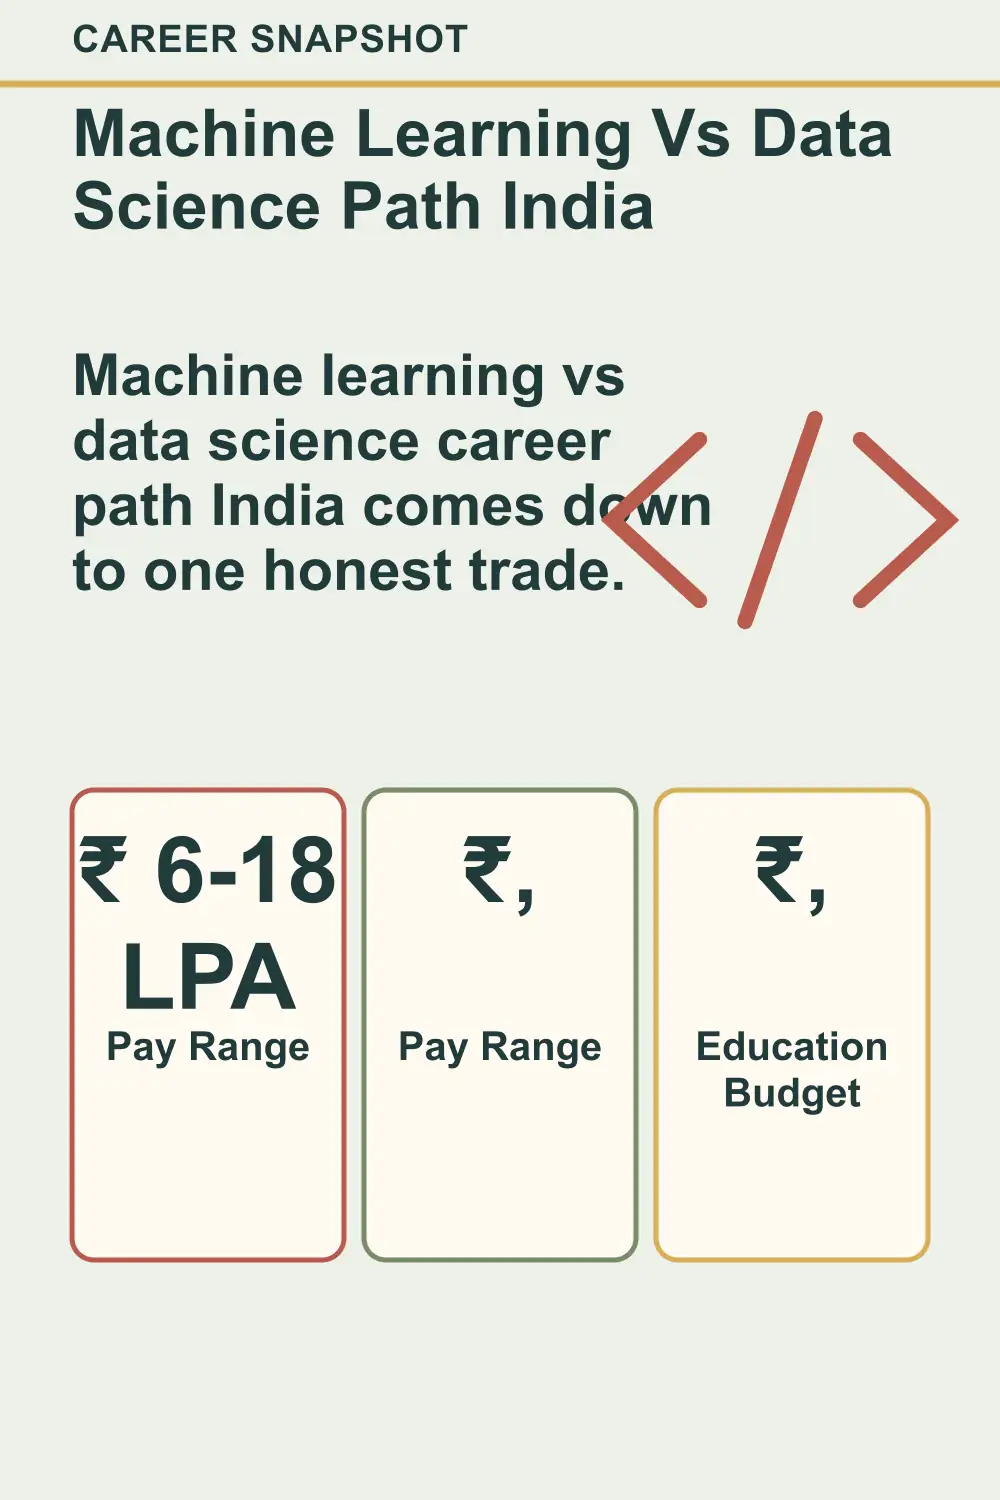 CAREER SNAPSHOT
Machine Learning Vs Data
Science Path India
Machine learning vs
data science career
path India comes down
to one honest trade.
₹ 6-18
LPA
Pay Range
₹,
Pay Range
₹,
Education
Budget